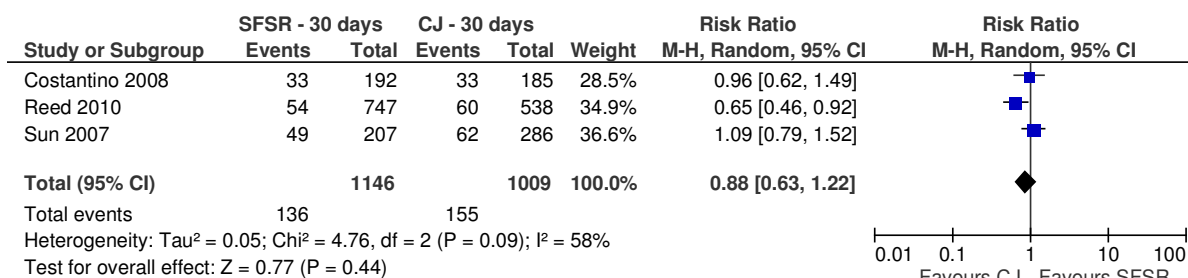 SFSR - 30 days CJ - 30 days Risk Ratio Risk Ratio
Study or Subgroup Events Total Events Total Weight M-H, Random, 95% CI M-H, Random, 95% CI
Costantino 2008 33 192 33 185 28.5% 0.96 [0.62, 1.49]
Reed 2010 54 747 60 538 34.9% 0.65 [0.46, 0.92]
Sun 2007 49 207 62 286 36.6% 1.09 [0.79, 1.52]
Total (95% CI) 1146 1009 100.0% 0.88 [0.63, 1.22]
Total events 136 155
Heterogeneity: Tau² = 0.05; Chi² = 4.76, df = 2 (P = 0.09); I² = 58%
Test for overall effect: Z = 0.77 (P = 0.44)
0.01 0.1 1 10 100
Favours CJ Favours SFSR